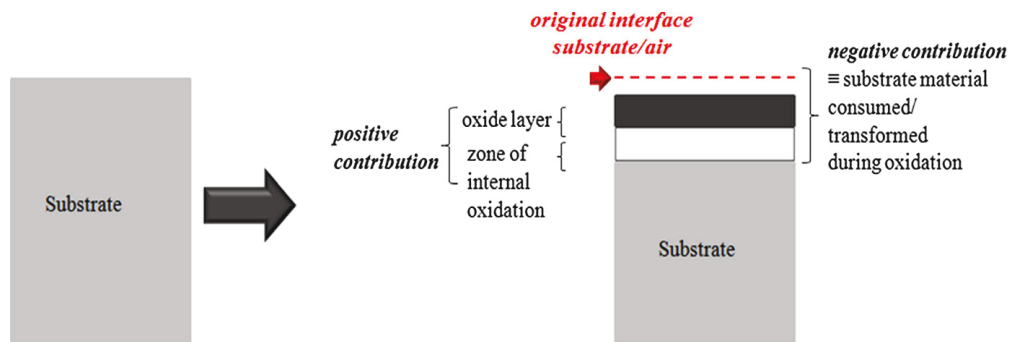 Substrate
original interface
substrate/air
positive
contribution
oxide layer
zone of
internal
oxidation
negative contribution
≡ substrate material
consumed/
transformed
during oxidation
Substrate